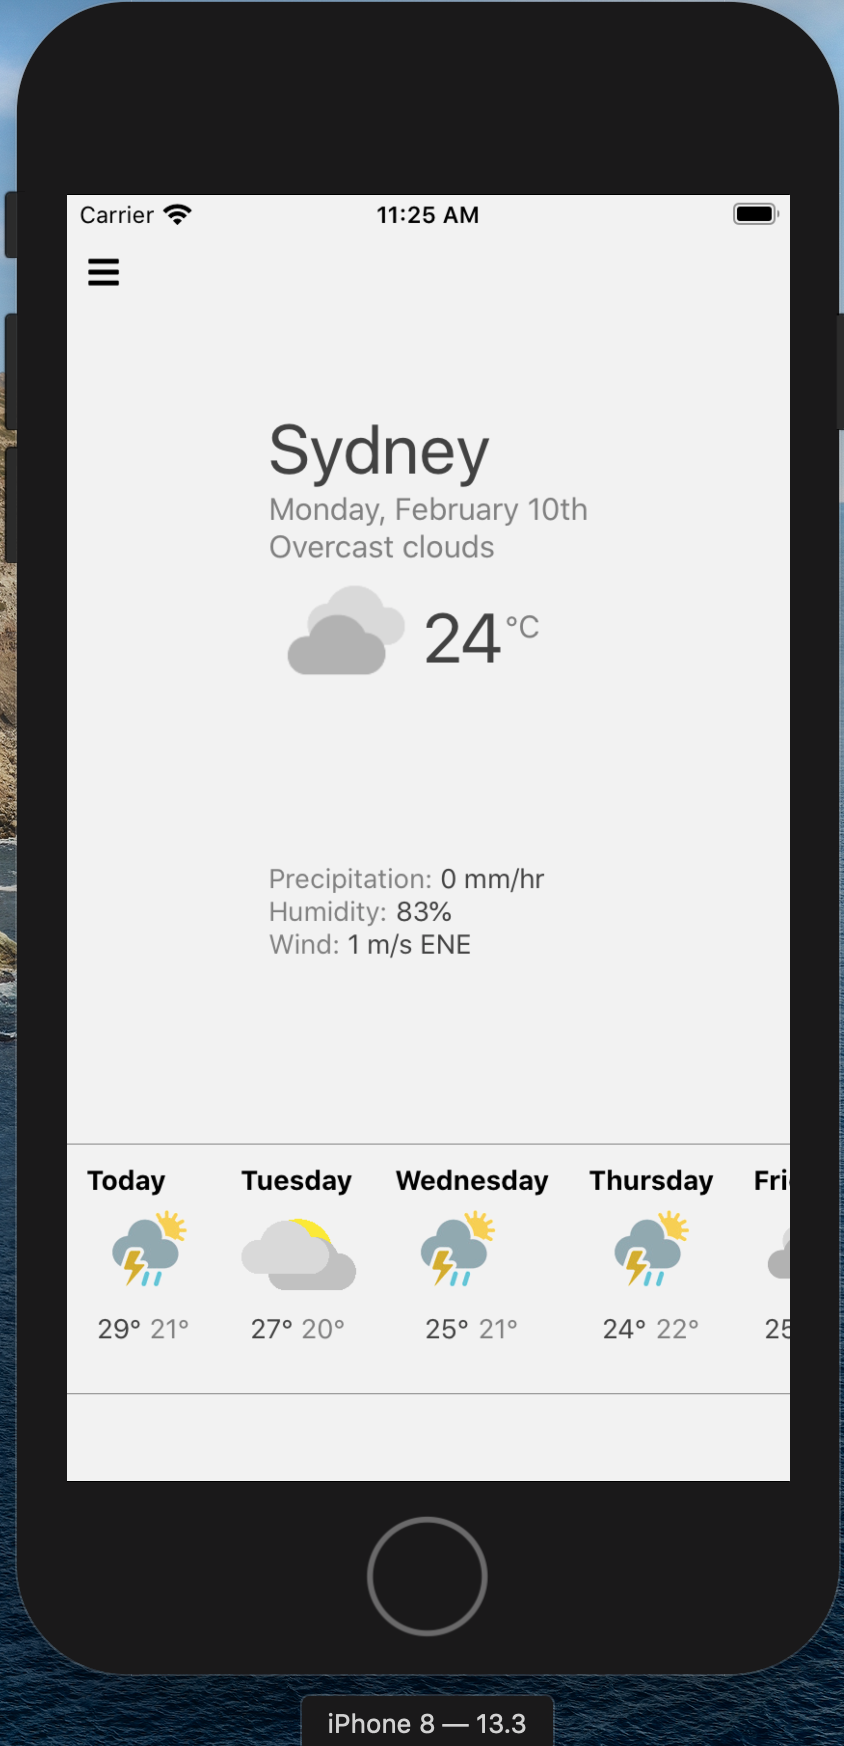 Carrier 11:25 AM
Sydney
Monday, February 10th
Overcast clouds
24 °C
Precipitation: 0 mm/hr
Humidity: 83%
Wind: 1 m/s ENE
Today Tuesday Wednesday Thursday Fri
29° 21° 27° 20° 25° 21° 24° 22° 25
iPhone 8 — 13.3